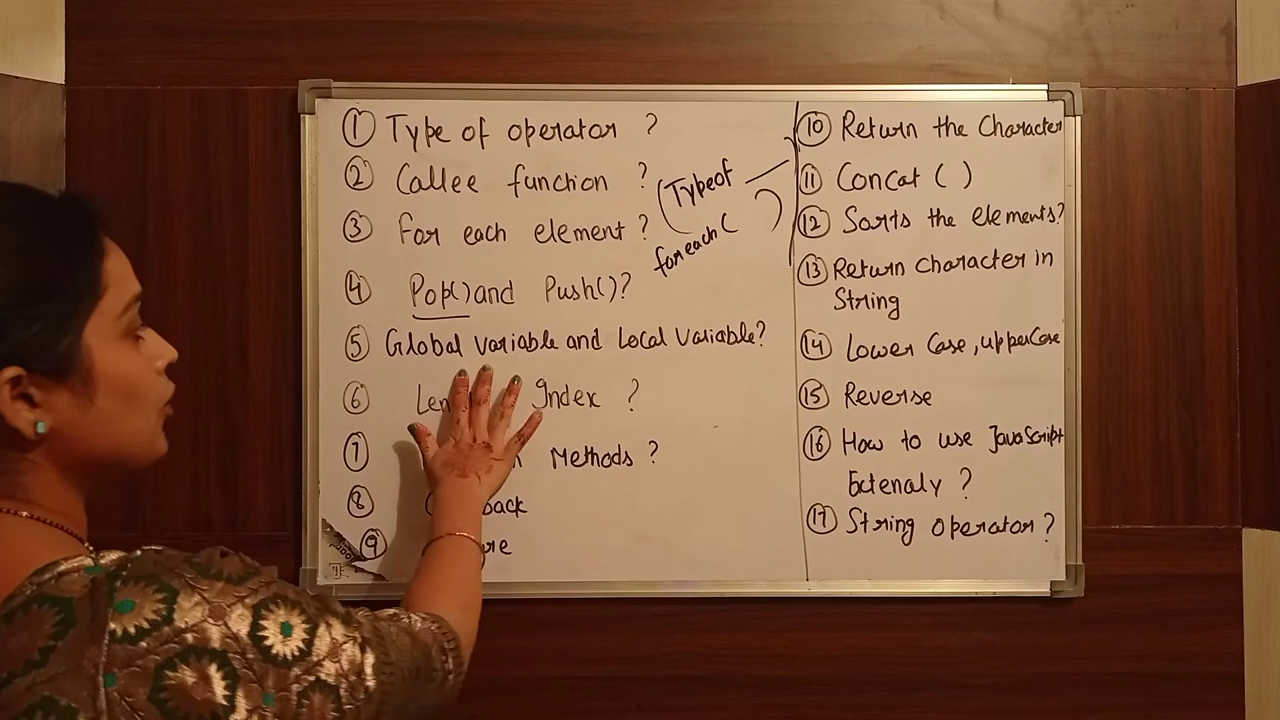 ① Type of operator ?
② Callee function ?
③ for each element ?
④ Pop() and Push()?
⑤ Global variable and Local Variable?
⑥ Index ?
⑦ Methods ?
⑧
⑨
(Typeof
foreach( )
⑩ Return the Character
⑪ Concat ( )
⑫ Sorts the elements?
⑬ Return Character in
String
⑭ Lower Case, upperCase
⑮ Reverse
⑯ How to use JavaScript
Extenaly ?
⑰ String operator ?